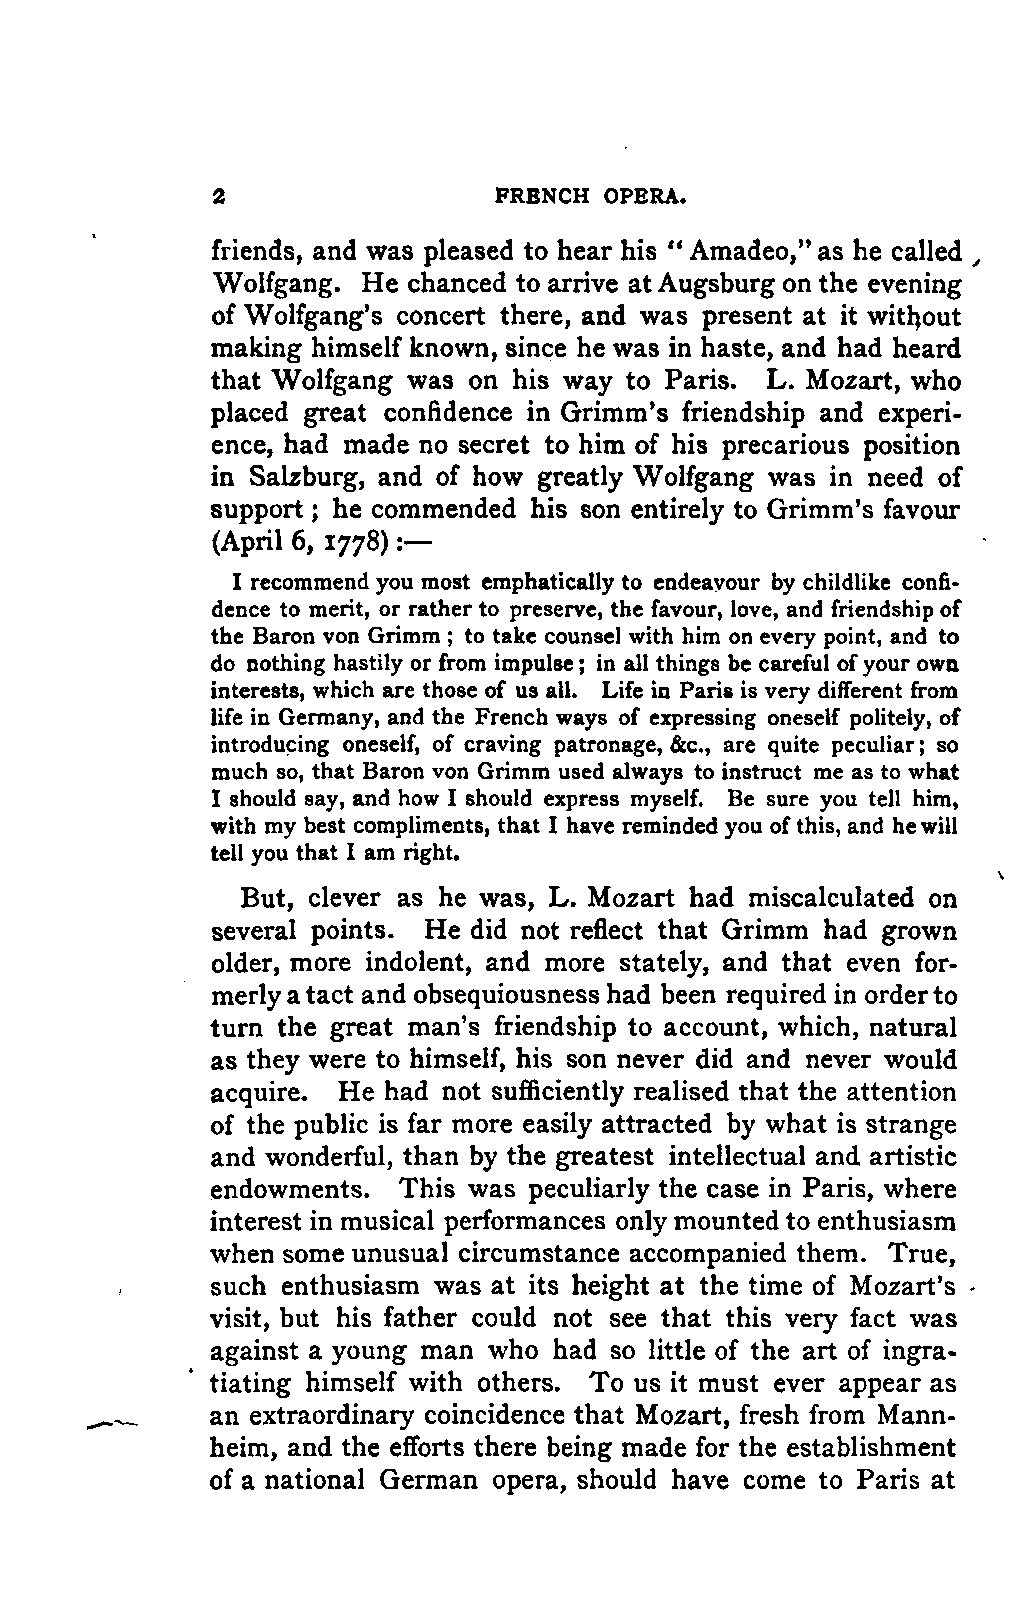 2 FRENCH OPERA.
friends, and was pleased to hear his “ Amadeo,” as he called
Wolfgang. He chanced to arrive at Augsburg on the evening
of Wolfgang's concert there, and was present at it without
making himself known, since he was in haste, and had heard
that Wolfgang was on his way to Paris. L. Mozart, who
placed great confidence in Grimm's friendship and experi-
ence, had made no secret to him of his precarious position
in Salzburg, and of how greatly Wolfgang was in need of
support ; he commended his son entirely to Grimm's favour
(April 6, 1778) :—
I recommend you most emphatically to endeavour by childlike confi-
dence to merit, or rather to preserve, the favour, love, and friendship of
the Baron von Grimm ; to take counsel with him on every point, and to
do nothing hastily or from impulse ; in all things be careful of your own
interests, which are those of us all. Life in Paris is very different from
life in Germany, and the French ways of expressing oneself politely, of
introducing oneself, of craving patronage, &c., are quite peculiar ; so
much so, that Baron von Grimm used always to instruct me as to what
I should say, and how I should express myself. Be sure you tell him,
with my best compliments, that I have reminded you of this, and he will
tell you that I am right.
But, clever as he was, L. Mozart had miscalculated on
several points. He did not reflect that Grimm had grown
older, more indolent, and more stately, and that even for-
merly a tact and obsequiousness had been required in order to
turn the great man's friendship to account, which, natural
as they were to himself, his son never did and never would
acquire. He had not sufficiently realised that the attention
of the public is far more easily attracted by what is strange
and wonderful, than by the greatest intellectual and artistic
endowments. This was peculiarly the case in Paris, where
interest in musical performances only mounted to enthusiasm
when some unusual circumstance accompanied them. True,
such enthusiasm was at its height at the time of Mozart's
visit, but his father could not see that this very fact was
against a young man who had so little of the art of ingra-
tiating himself with others. To us it must ever appear as
an extraordinary coincidence that Mozart, fresh from Mann-
heim, and the efforts there being made for the establishment
of a national German opera, should have come to Paris at